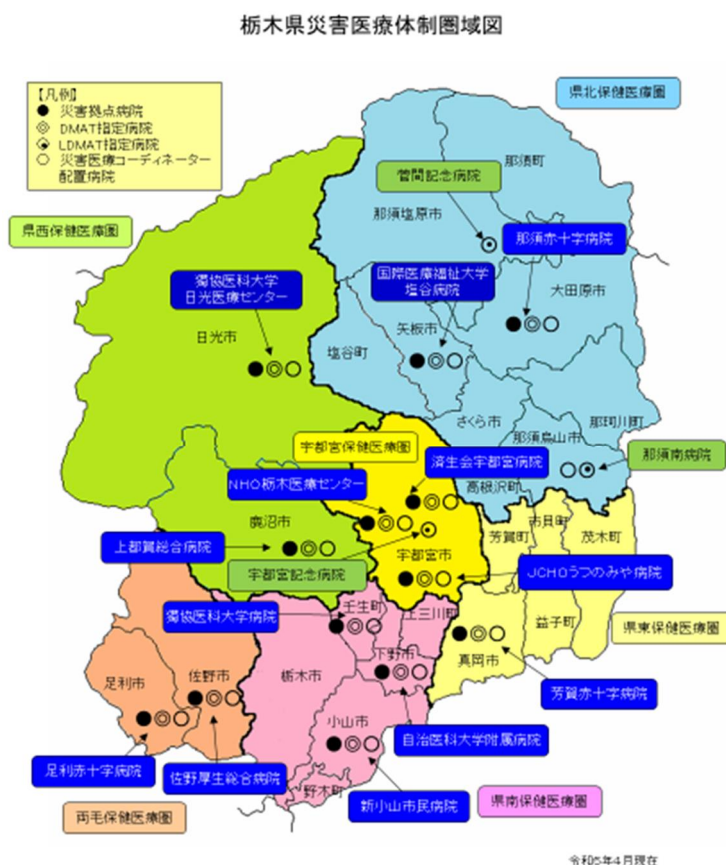 栃木県災害医療体制圏域図
【凡例】
● 災害拠点病院
◎ DMAT指定病院
LDMAT指定病院
○ 災害医療コーディネーター
配置病院
県北保健医療圏
那須町
菅間記念病院
那須塩原市
那須赤十字病院
県西保健医療圏
獨協医科大学
日光医療センター
国際医療福祉大学
塩谷病院
大田原市
日光市
矢板市
塩谷町
さくら市
那珂川町
那須烏山市
宇都宮保健医療圏
済生会宇都宮病院
那須南病院
NHO栃木医療センター
高根沢町
鹿沼市
芳賀町
市貝町
茂木町
上都賀総合病院
宇都宮市
宇都宮記念病院
JCHOうつのみや病院
獨協医科大学病院
壬生町
上三川町
益子町
県東保健医療圏
下野市
真岡市
栃木市
足利市
佐野市
芳賀赤十字病院
小山市
自治医科大学附属病院
足利赤十字病院
佐野厚生総合病院
野木町
新小山市民病院
県南保健医療圏
両毛保健医療圏
令和5年4月現在